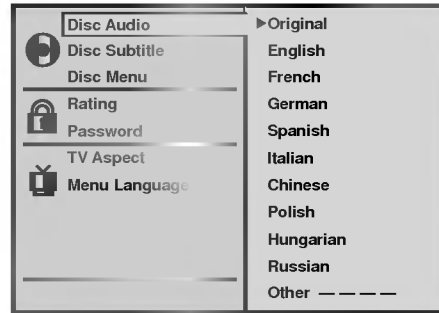 Disc Audio
Disc Subtitle
Disc Menu
Rating
Password
TV Aspect
Menu Language
Original
English
French
German
Spanish
Italian
Chinese
Polish
Hungarian
Russian
Other — — — —